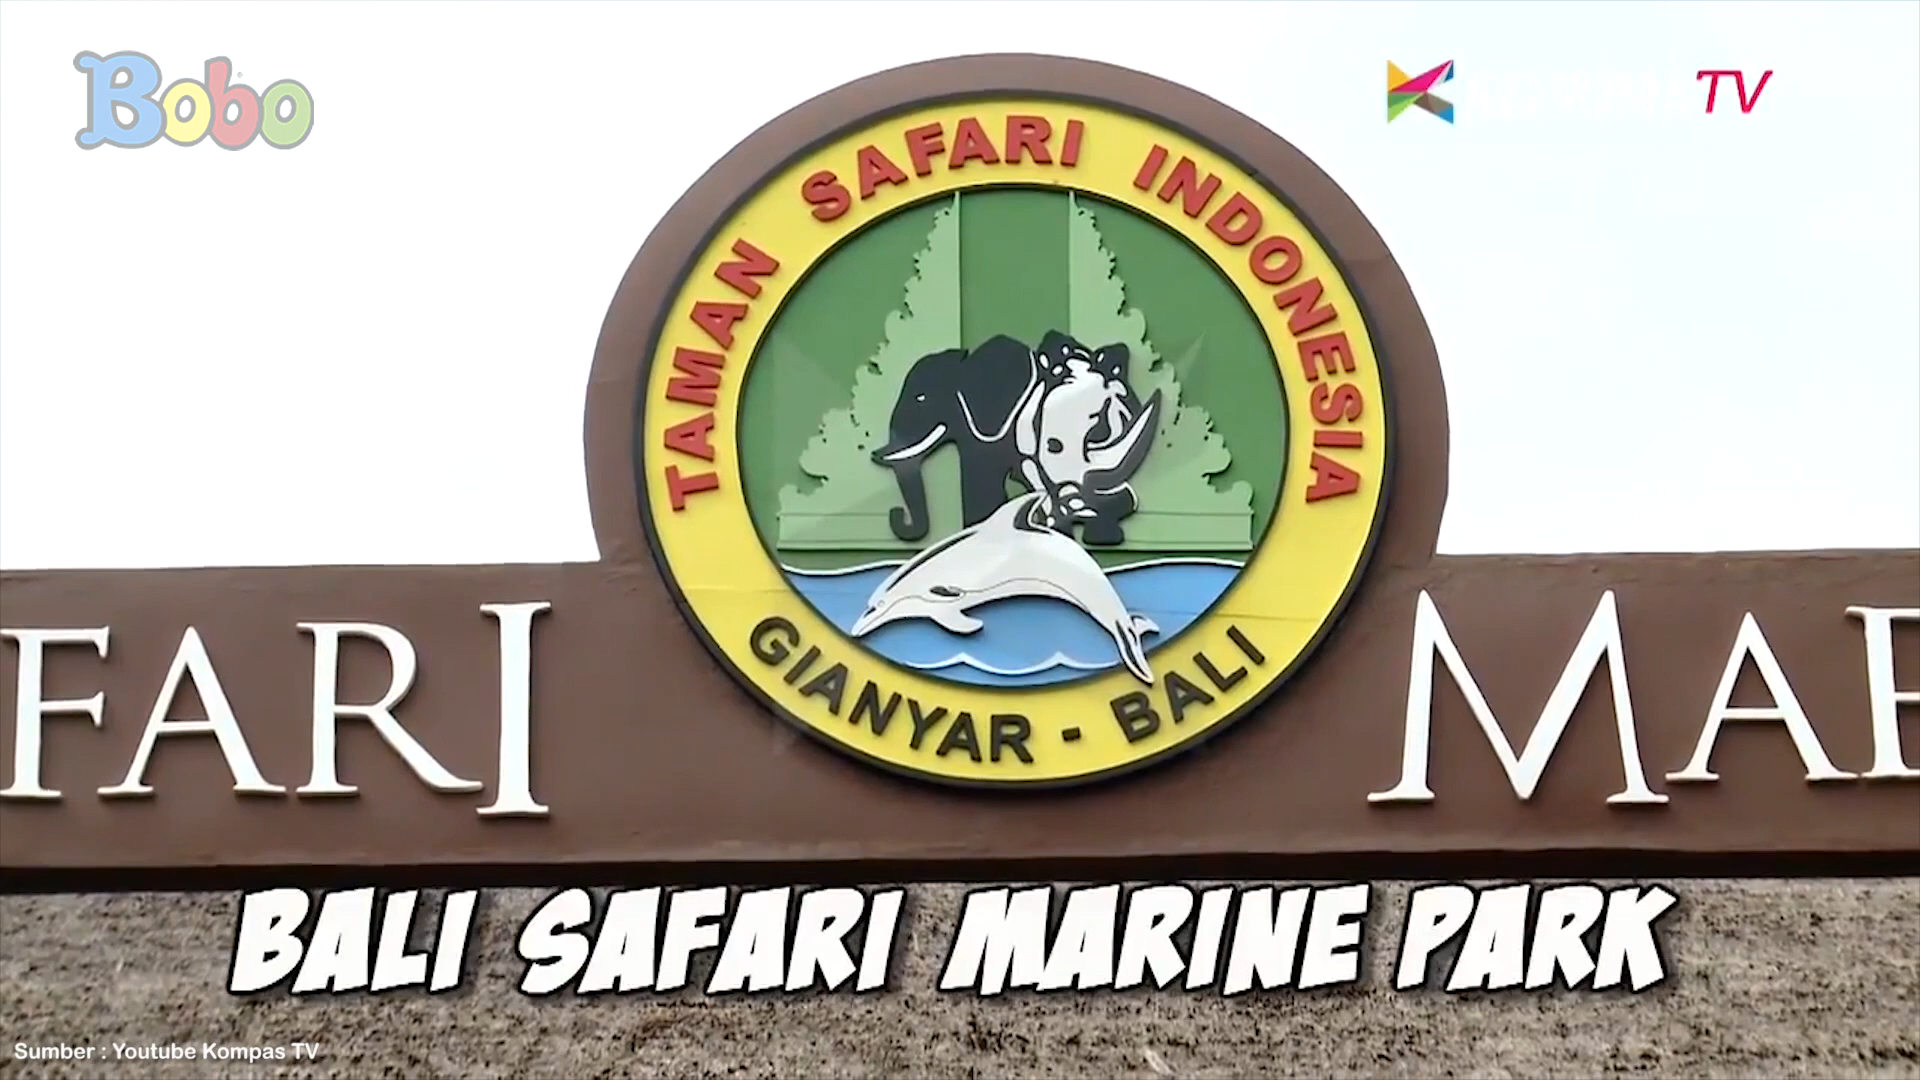 Bobo
TV
TAMAN SAFARI INDONESIA
GIANYAR - BALI
FARI
MA
BALI SAFARI MARINE PARK
Sumber : Youtube Kompas TV